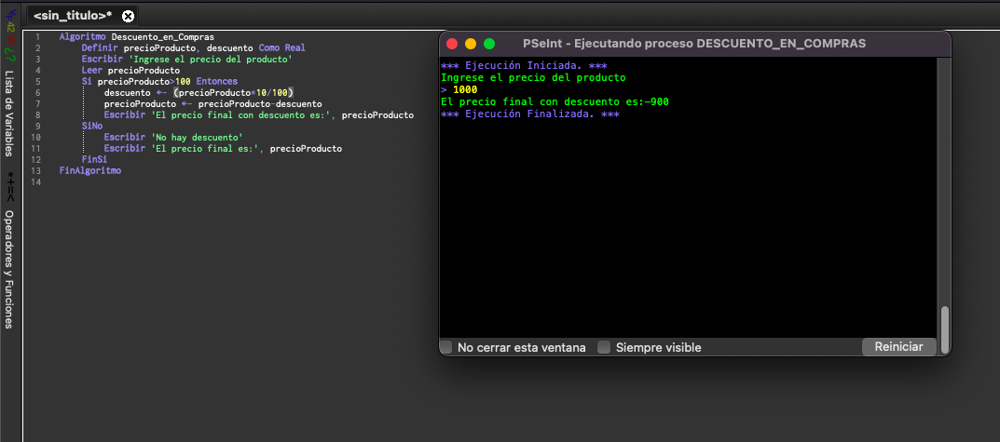 <sin_titulo>*
42
Lista de Variables
*+=<
Operadores y Funciones
1 Algoritmo Descuento_en_Compras
2 Definir precioProducto, descuento Como Real
3 Escribir 'Ingrese el precio del producto'
4 Leer precioProducto
5 Si precioProducto>100 Entonces
6 descuento <- (precioProducto*10/100)
7 precioProducto <- precioProducto-descuento
8 Escribir 'El precio final con descuento es:', precioProducto
9 SiNo
10 Escribir 'No hay descuento'
11 Escribir 'El precio final es:', precioProducto
12 FinSi
13 FinAlgoritmo
14
PSeInt - Ejecutando proceso DESCUENTO_EN_COMPRAS
*** Ejecución Iniciada. ***
Ingrese el precio del producto
> 1000
El precio final con descuento es:-900
*** Ejecución Finalizada. ***
No cerrar esta ventana
Siempre visible
Reiniciar